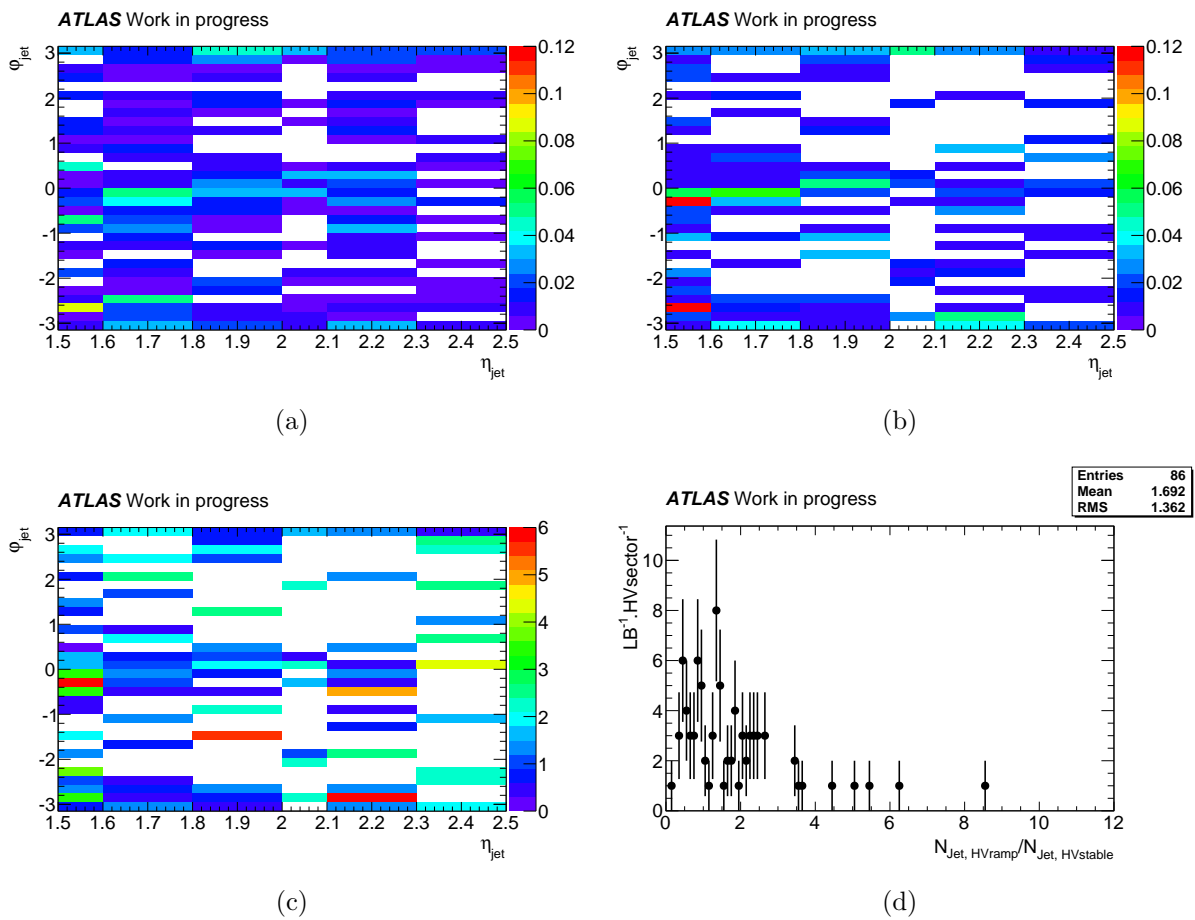 ATLAS Work in progress
φjet
3
2
1
0
-1
-2
-3
1.5 1.6 1.7 1.8 1.9 2 2.1 2.2 2.3 2.4 2.5
ηjet
0.12
0.1
0.08
0.06
0.04
0.02
0
(a)
ATLAS Work in progress
φjet
3
2
1
0
-1
-2
-3
1.5 1.6 1.7 1.8 1.9 2 2.1 2.2 2.3 2.4 2.5
ηjet
0.12
0.1
0.08
0.06
0.04
0.02
0
(b)
ATLAS Work in progress
φjet
3
2
1
0
-1
-2
-3
1.5 1.6 1.7 1.8 1.9 2 2.1 2.2 2.3 2.4 2.5
ηjet
6
5
4
3
2
1
0
(c)
ATLAS Work in progress
Entries 86
Mean 1.692
RMS 1.362
LB⁻¹.HVsector⁻¹
10
8
6
4
2
0
0 2 4 6 8 10 12
NJet, HVramp/NJet, HVstable
(d)